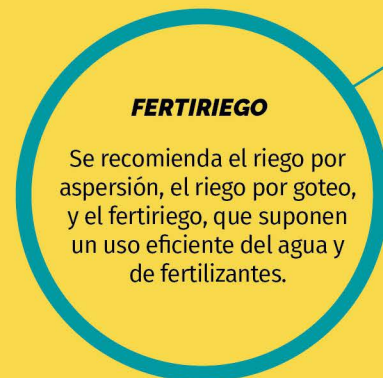 FERTIRIEGO
Se recomienda el riego por
aspersión, el riego por goteo,
y el fertiriego, que suponen
un uso eficiente del agua y
de fertilizantes.